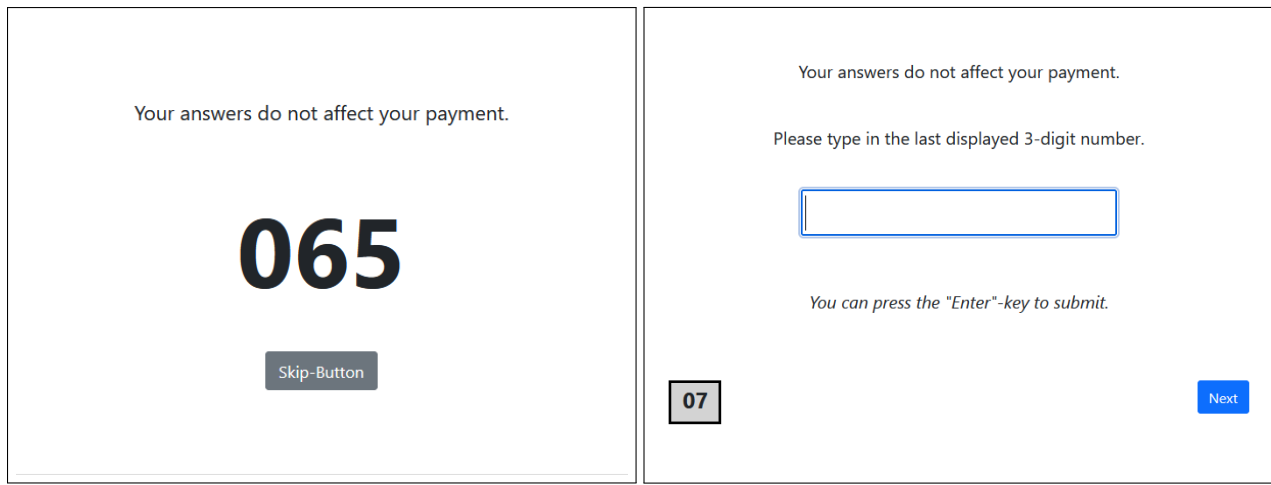 Your answers do not affect your payment.
065
Skip-Button
Your answers do not affect your payment.
Please type in the last displayed 3-digit number.
You can press the "Enter"-key to submit.
07
Next